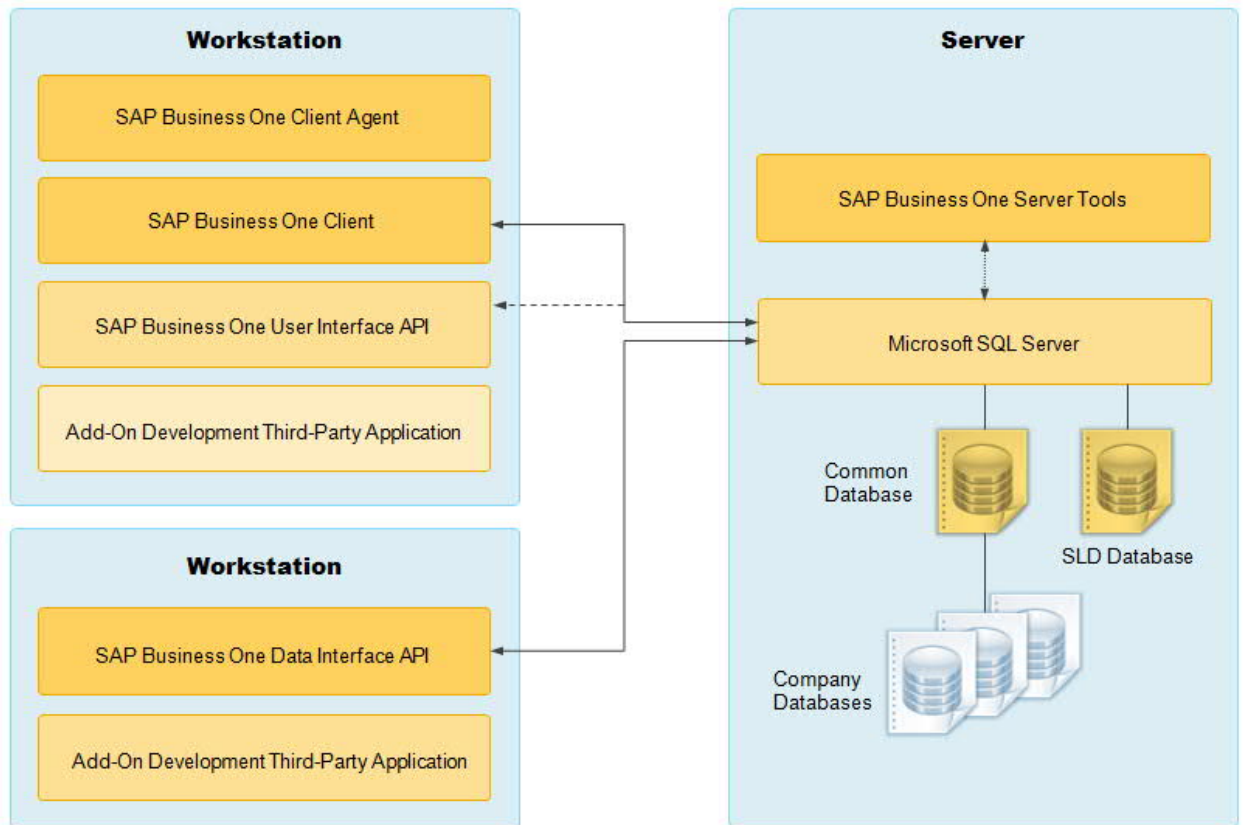 Workstation
SAP Business One Client Agent
SAP Business One Client
SAP Business One User Interface API
Add-On Development Third-Party Application
Workstation
SAP Business One Data Interface API
Add-On Development Third-Party Application
Server
SAP Business One Server Tools
Microsoft SQL Server
Common
Database
SLD Database
Company
Databases